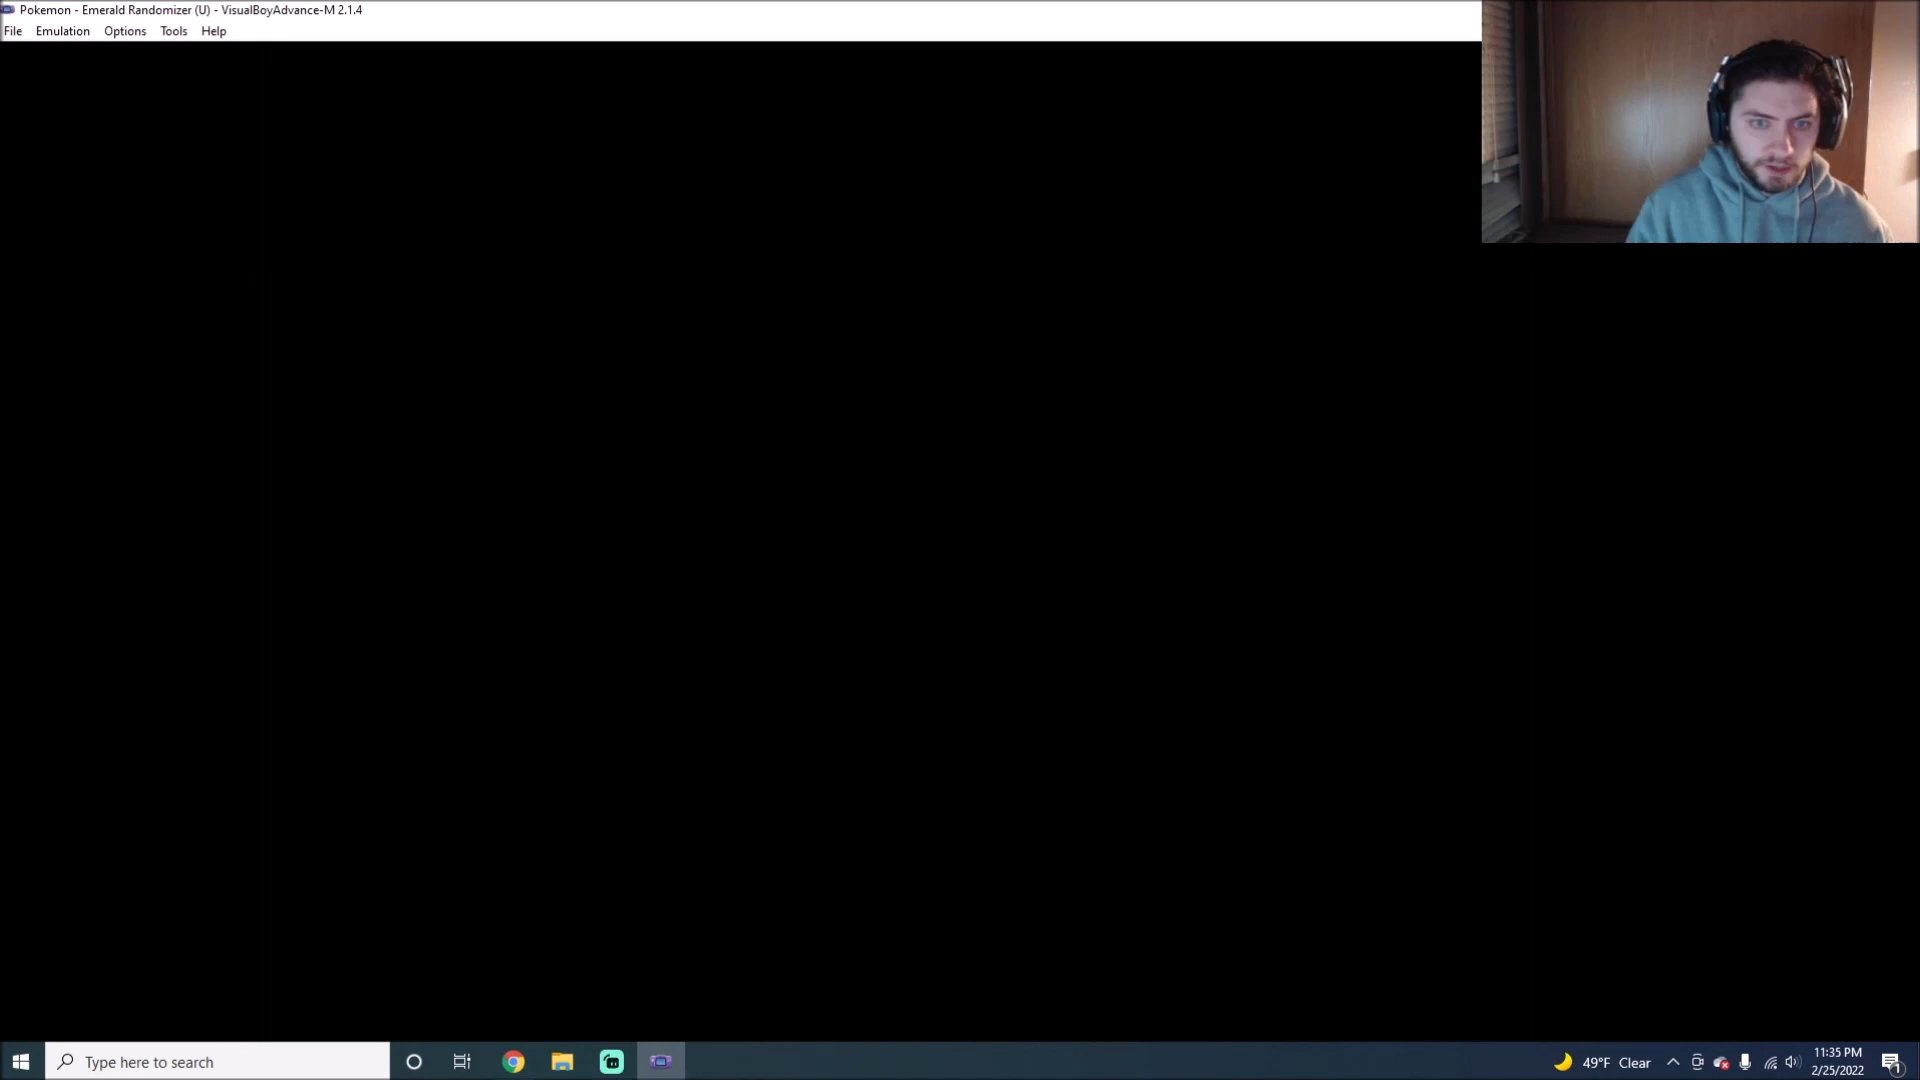 Pokemon - Emerald Randomizer (U) - VisualBoyAdvance-M 2.1.4
File Emulation Options Tools Help
Type here to search
49°F Clear
11:35 PM
2/25/2022
1